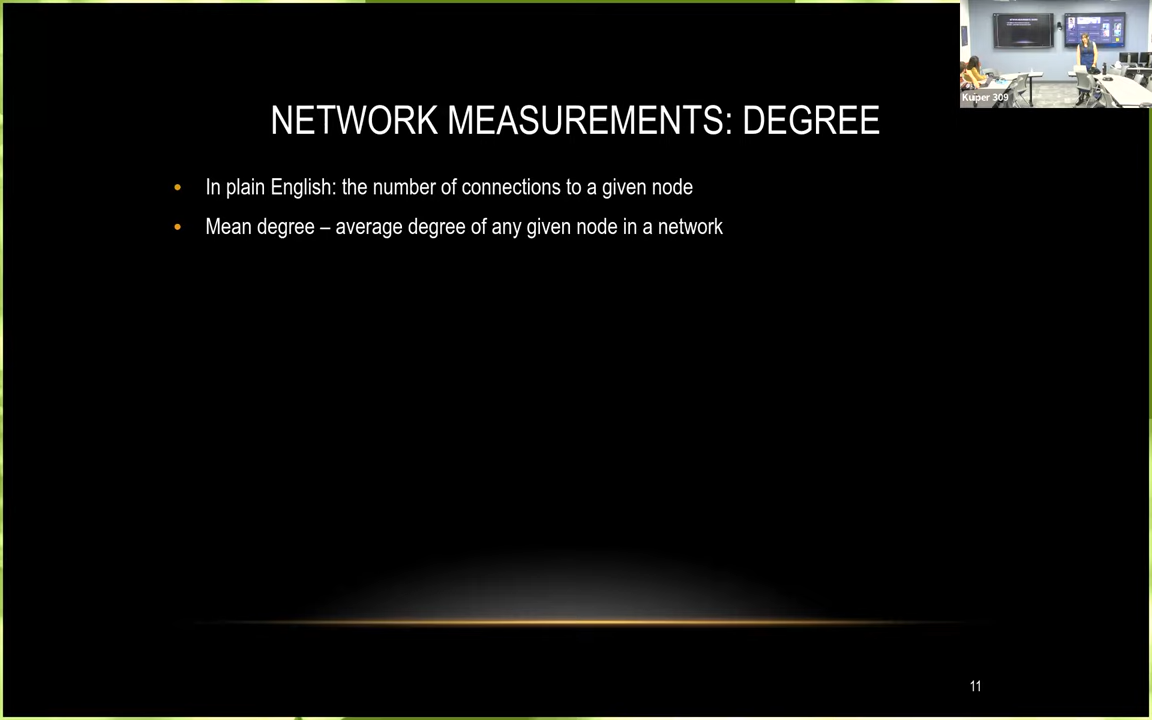 Kuiper 309
NETWORK MEASUREMENTS: DEGREE
• In plain English: the number of connections to a given node
• Mean degree – average degree of any given node in a network
11